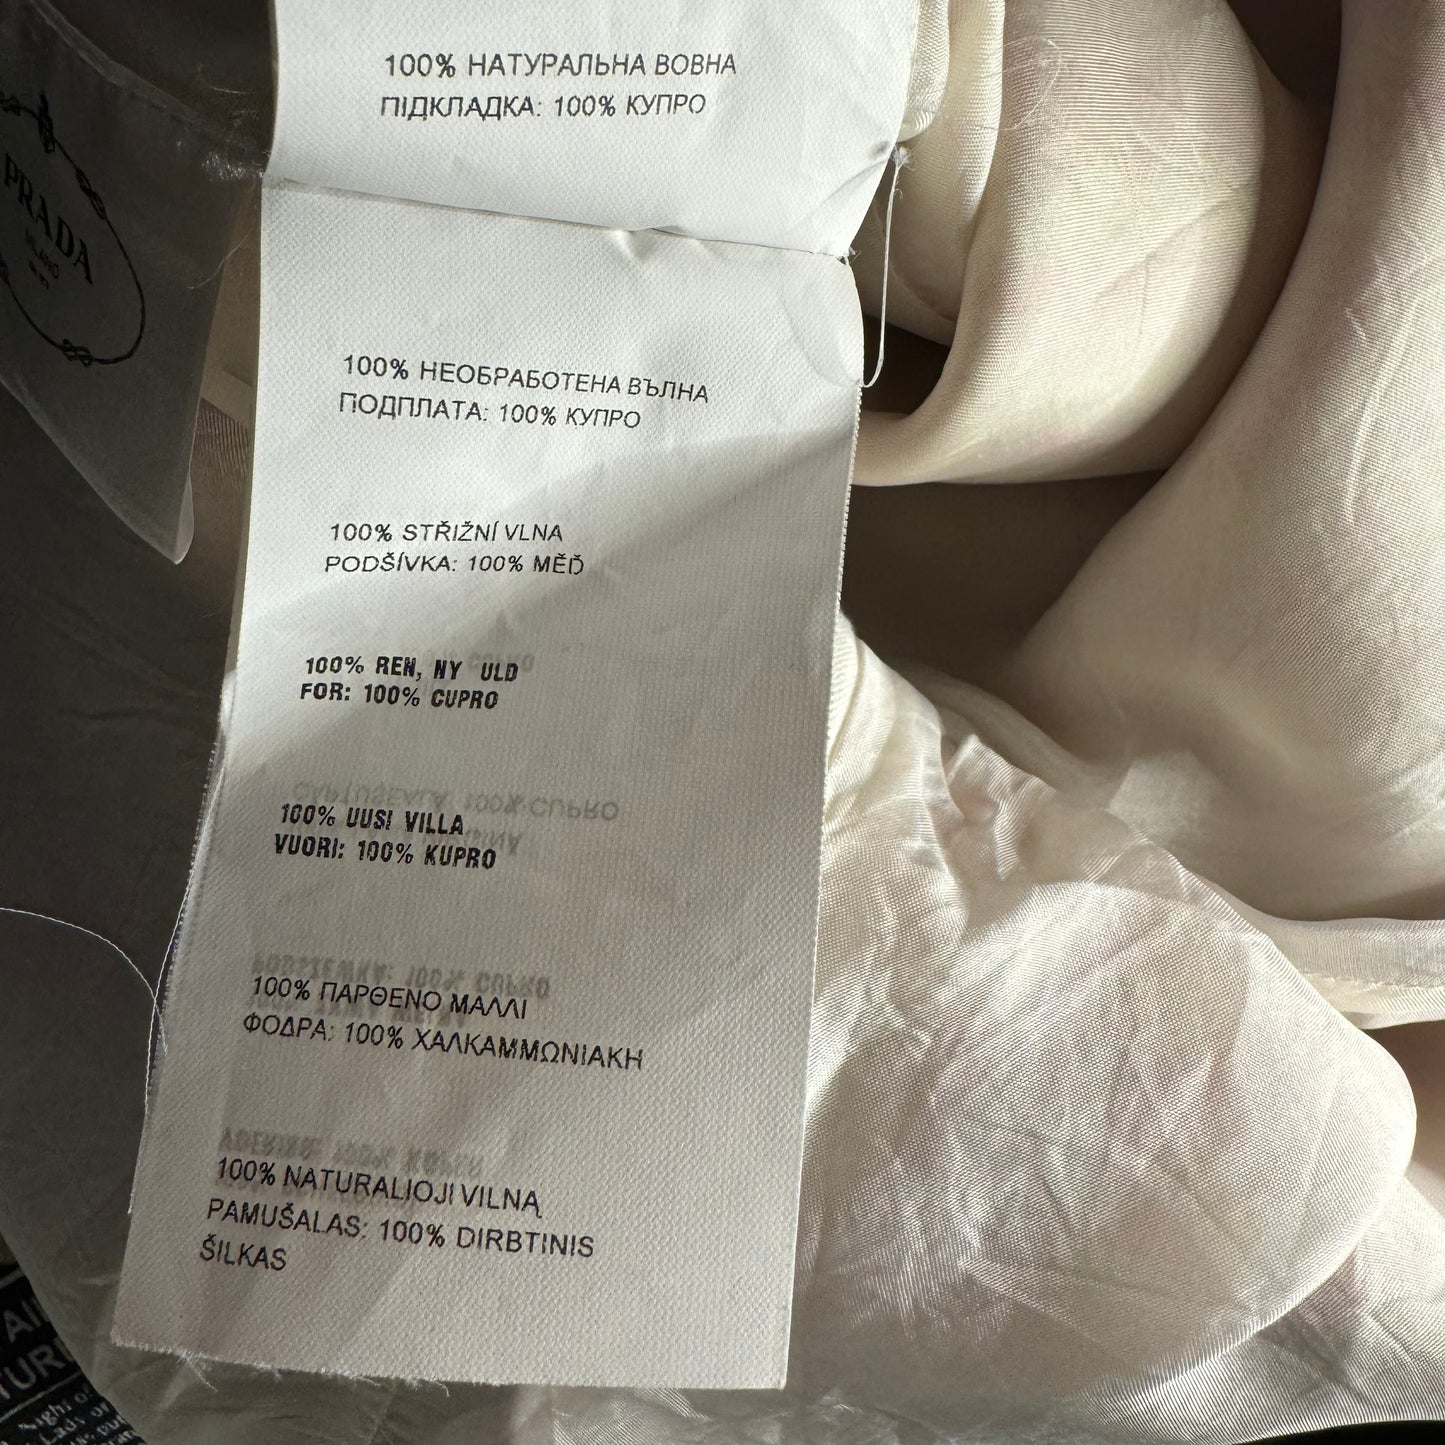 100% НАТУРАЛЬНА ВОВНА
ПІДКЛАДКА: 100% КУПРО
PRADA
MILANO
100% НЕОБРАБОТЕНА ВЪЛНА
ПОДПЛАТА: 100% КУПРО
100% STŘIŽNÍ VLNA
PODŠÍVKA: 100% MĚĎ
100% REN, NY ULD
FOR: 100% CUPRO
100% UUSI VILLA
VUORI: 100% KUPRO
100% ΠΑΡΘΕΝΟ ΜΑΛΛΙ
ΦΟΔΡΑ: 100% ΧΑΛΚΑΜΜΩΝΙΑΚΗ
100% NATURALIOJI VILNĄ
PAMUŠALAS: 100% DIRBTINIS
ŠILKAS